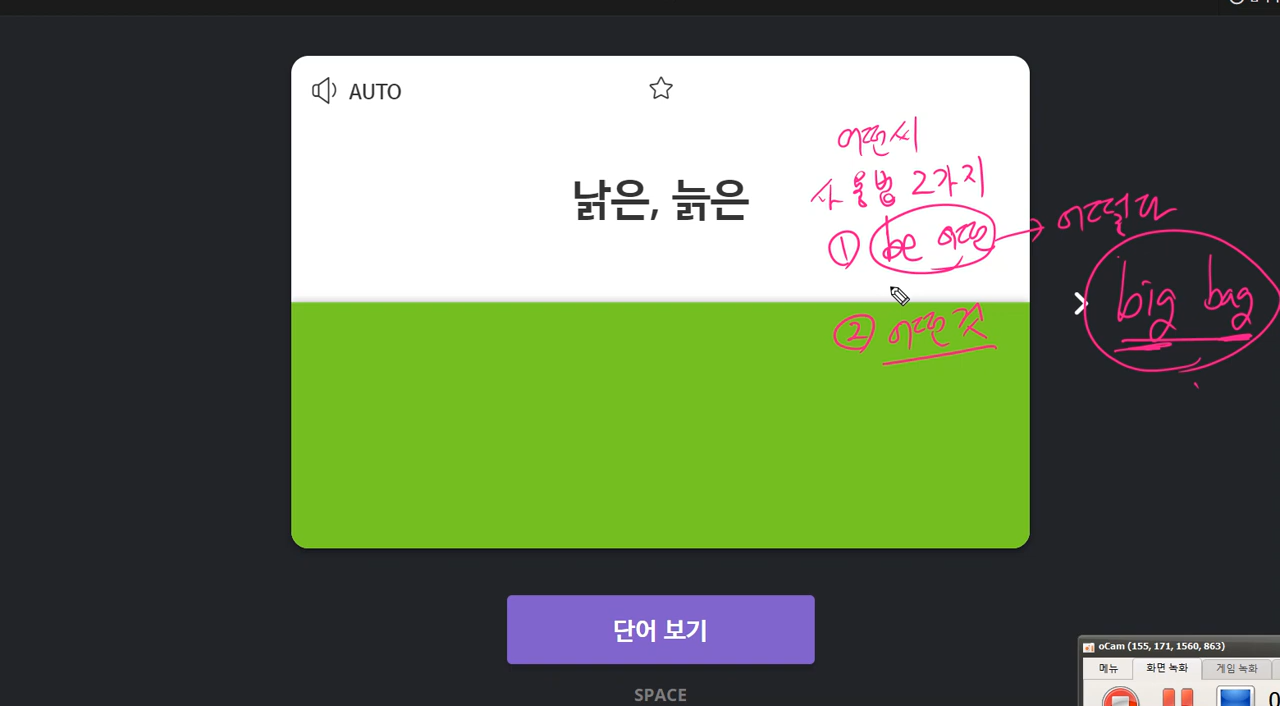 AUTO
낡은, 늙은
어떤씨
사용법 2가지
① be 어떤
어떻다
big bag
② 어떤 것
단어 보기
SPACE
oCam (155, 171, 1560, 863)
메뉴 화면 녹화 게임 녹화